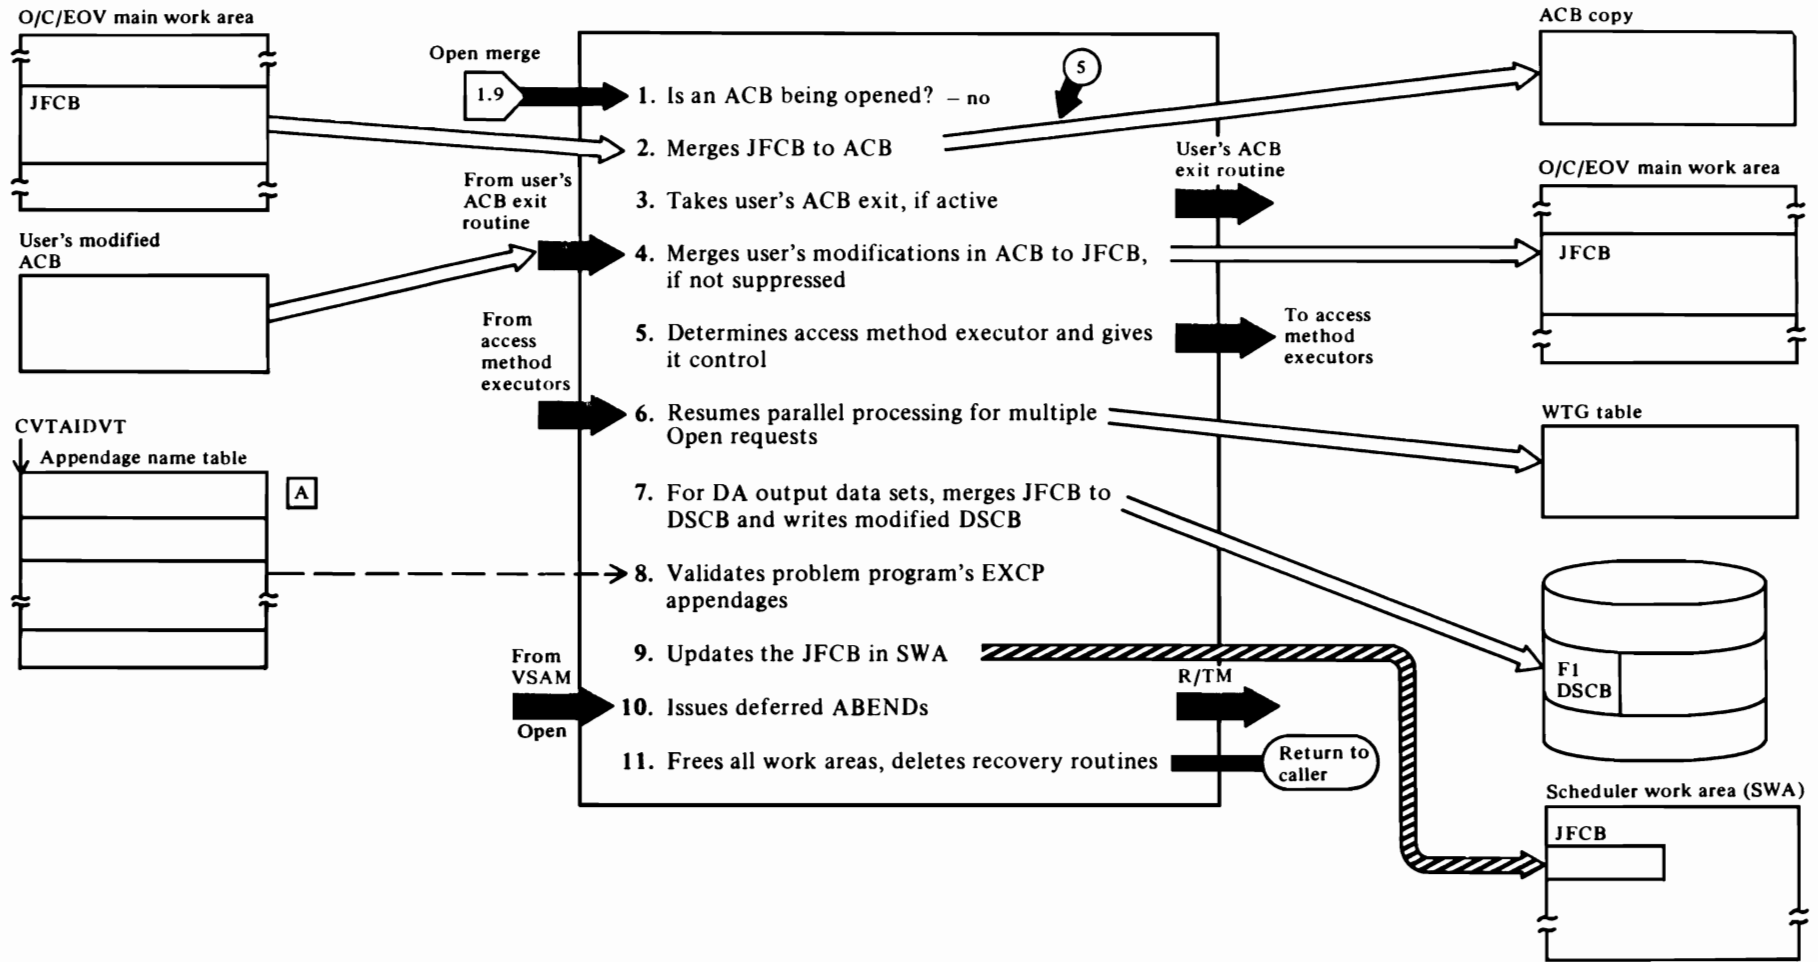 O/C/EOV main work area
JFCB
User's modified
ACB
CVTAIDVT
Appendage name table
A
Open merge
1.9
From user's
ACB exit
routine
From
access
method
executors
From
VSAM
Open
1. Is an ACB being opened? – no
5
2. Merges JFCB to ACB
3. Takes user's ACB exit, if active
4. Merges user's modifications in ACB to JFCB,
if not suppressed
5. Determines access method executor and gives
it control
6. Resumes parallel processing for multiple
Open requests
7. For DA output data sets, merges JFCB to
DSCB and writes modified DSCB
8. Validates problem program's EXCP
appendages
9. Updates the JFCB in SWA
10. Issues deferred ABENDs
11. Frees all work areas, deletes recovery routines
User's ACB
exit routine
To access
method
executors
R/TM
Return to
caller
ACB copy
O/C/EOV main work area
JFCB
WTG table
F1
DSCB
Scheduler work area (SWA)
JFCB